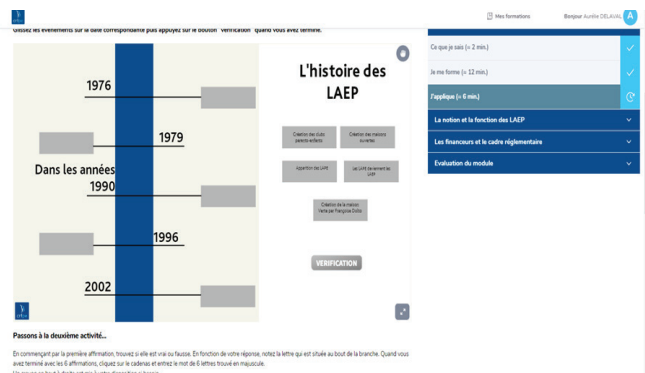 Mes formations
Bonjour Aurélie DELAVAL
A
Glissez les événements sur la date correspondante puis appuyez sur le bouton "vérification" quand vous avez terminé.
1976
1979
Dans les années
1990
1996
2002
L'histoire des
LAEP
Création des clubs
parents-enfants
Création des maisons
ouvertes
Apparition des LAPE
Les LAPE deviennent les
LAEP
Création de la maison
Verte par Françoise Dolto
VERIFICATION
Ce que je sais (≈ 2 min.)
Je me forme (≈ 12 min.)
J'applique (≈ 6 min.)
La notion et la fonction des LAEP
Les financeurs et le cadre réglementaire
Evaluation du module
Passons à la deuxième activité...
En commençant par la première affirmation, trouvez si elle est vrai ou fausse. En fonction de votre réponse, notez la lettre qui est située au bout de la branche. Quand vous
avez terminé avec les 6 affirmations, cliquez sur le cadenas et entrez le mot de 6 lettres trouvé en majuscule.